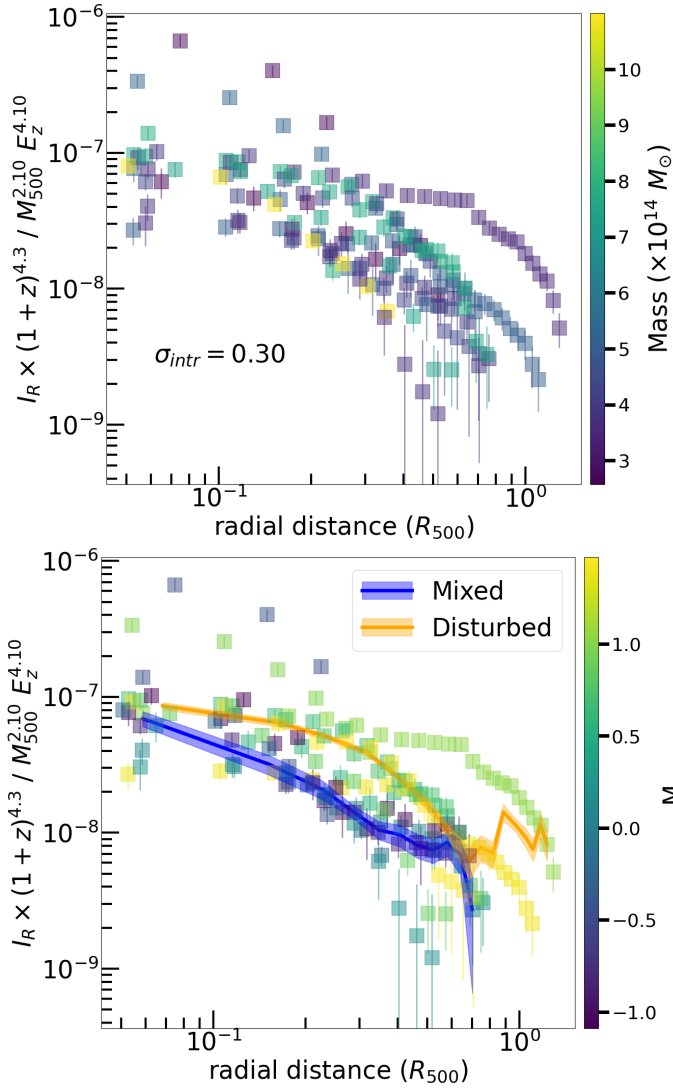 10⁻⁶
10⁻⁷
10⁻⁸
10⁻⁹
I_R × (1 + z)^4.3 / M_500^2.10 E_z^4.10
σ_intr = 0.30
10⁻¹
10⁰
radial distance (R_500)
10
9
8
7
6
5
4
3
Mass (×10¹⁴ M_⊙)
10⁻⁶
10⁻⁷
10⁻⁸
10⁻⁹
I_R × (1 + z)^4.3 / M_500^2.10 E_z^4.10
Mixed
Disturbed
10⁻¹
10⁰
radial distance (R_500)
1.0
0.5
0.0
−0.5
−1.0
M